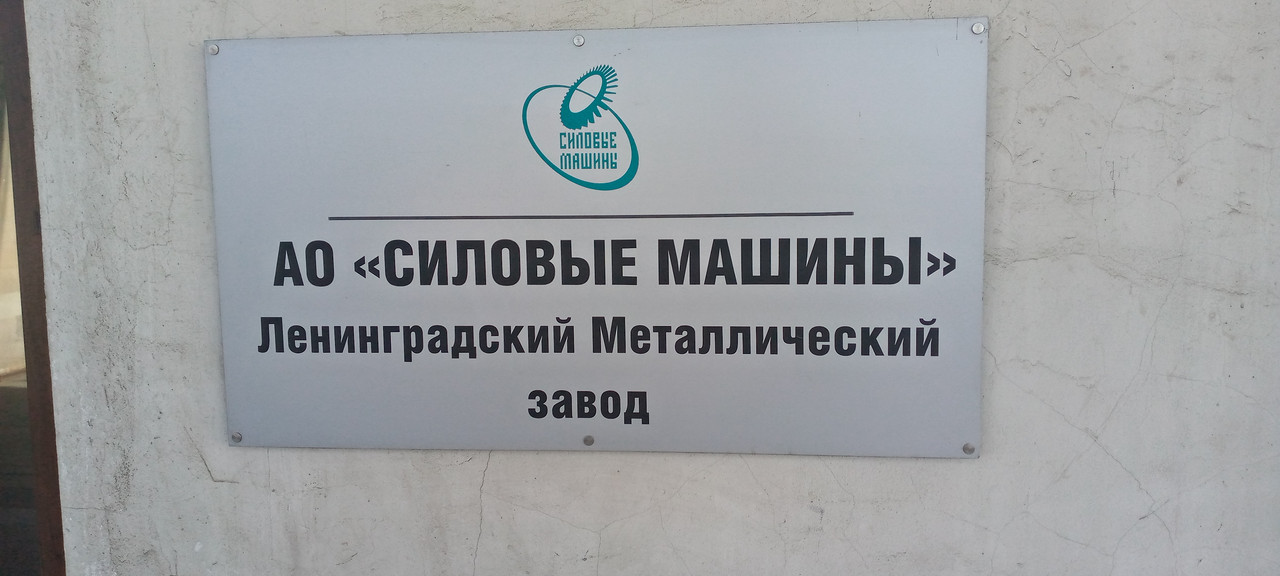 СИЛОВЫЕ
МАШИНЫ
АО «СИЛОВЫЕ МАШИНЫ»
Ленинградский Металлический
завод